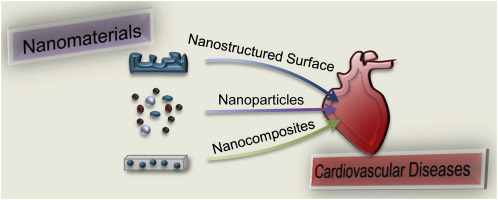 Nanomaterials
Nanostructured Surface
Nanoparticles
Nanocomposites
Cardiovascular Diseases